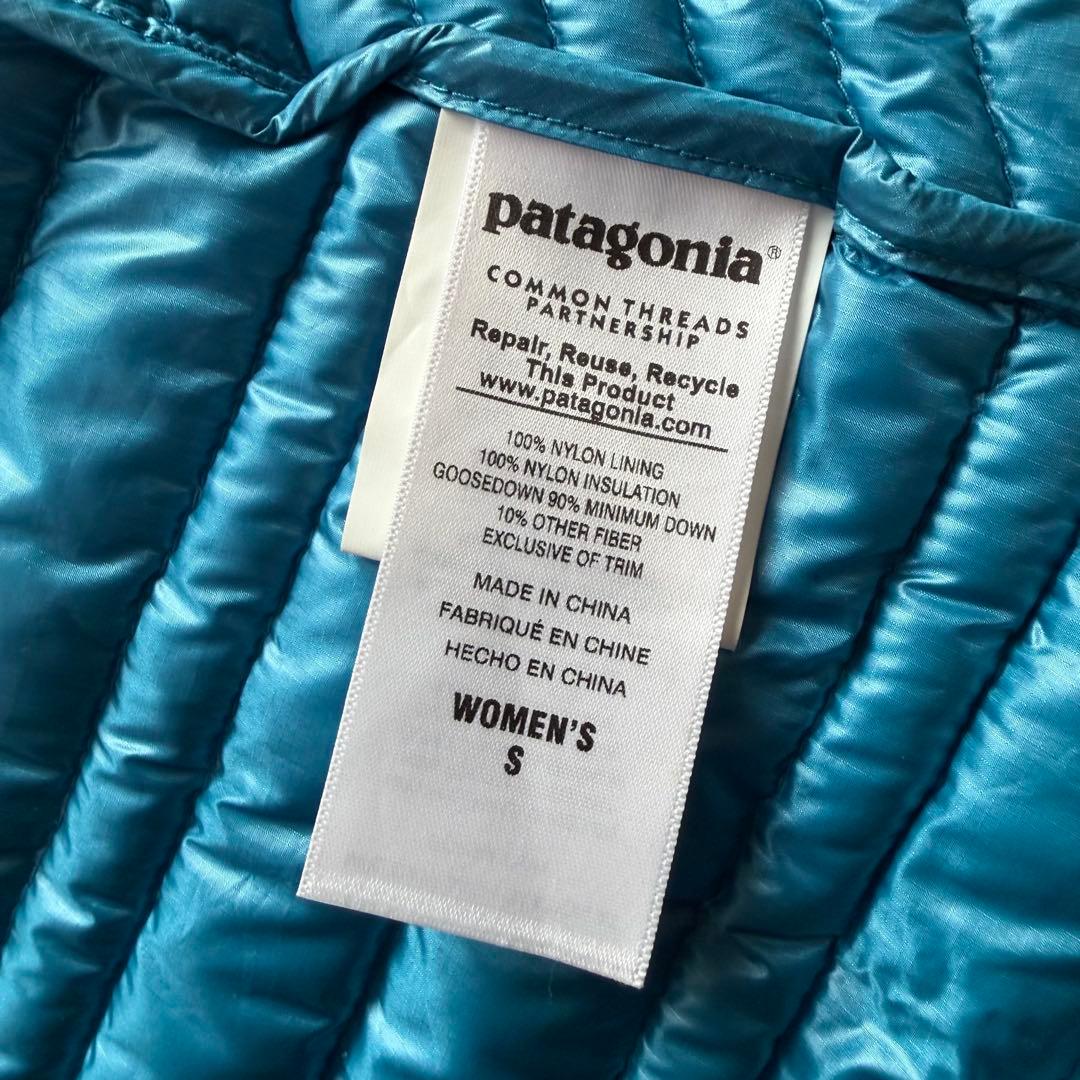 patagonia®
COMMON THREADS
PARTNERSHIP
Repair, Reuse, Recycle
This Product
www.patagonia.com
100% NYLON LINING
100% NYLON INSULATION
GOOSEDOWN 90% MINIMUM DOWN
10% OTHER FIBER
EXCLUSIVE OF TRIM
MADE IN CHINA
FABRIQUÉ EN CHINE
HECHO EN CHINA
WOMEN'S
S